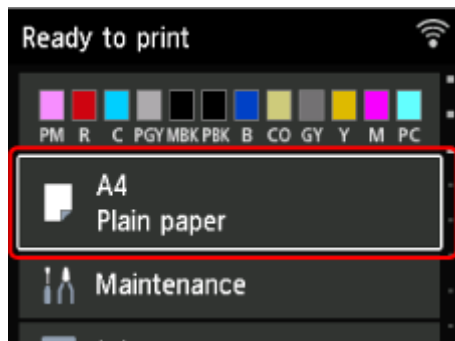 Ready to print
PM R C PGY MBK PBK B CO GY Y M PC
A4
Plain paper
Maintenance